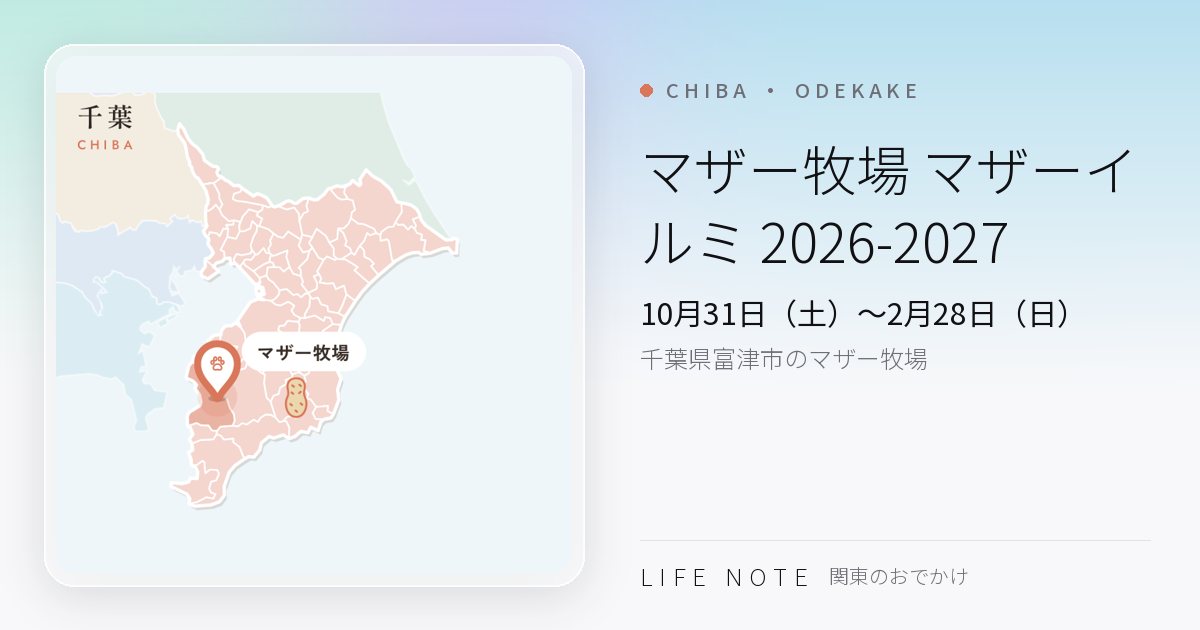 千葉
CHIBA
マザー牧場
CHIBA • ODEKAKE
マザー牧場 マザーイ
ルミ 2026-2027
10月31日（土）〜2月28日（日）
千葉県富津市のマザー牧場
LIFE NOTE 関東のおでかけ